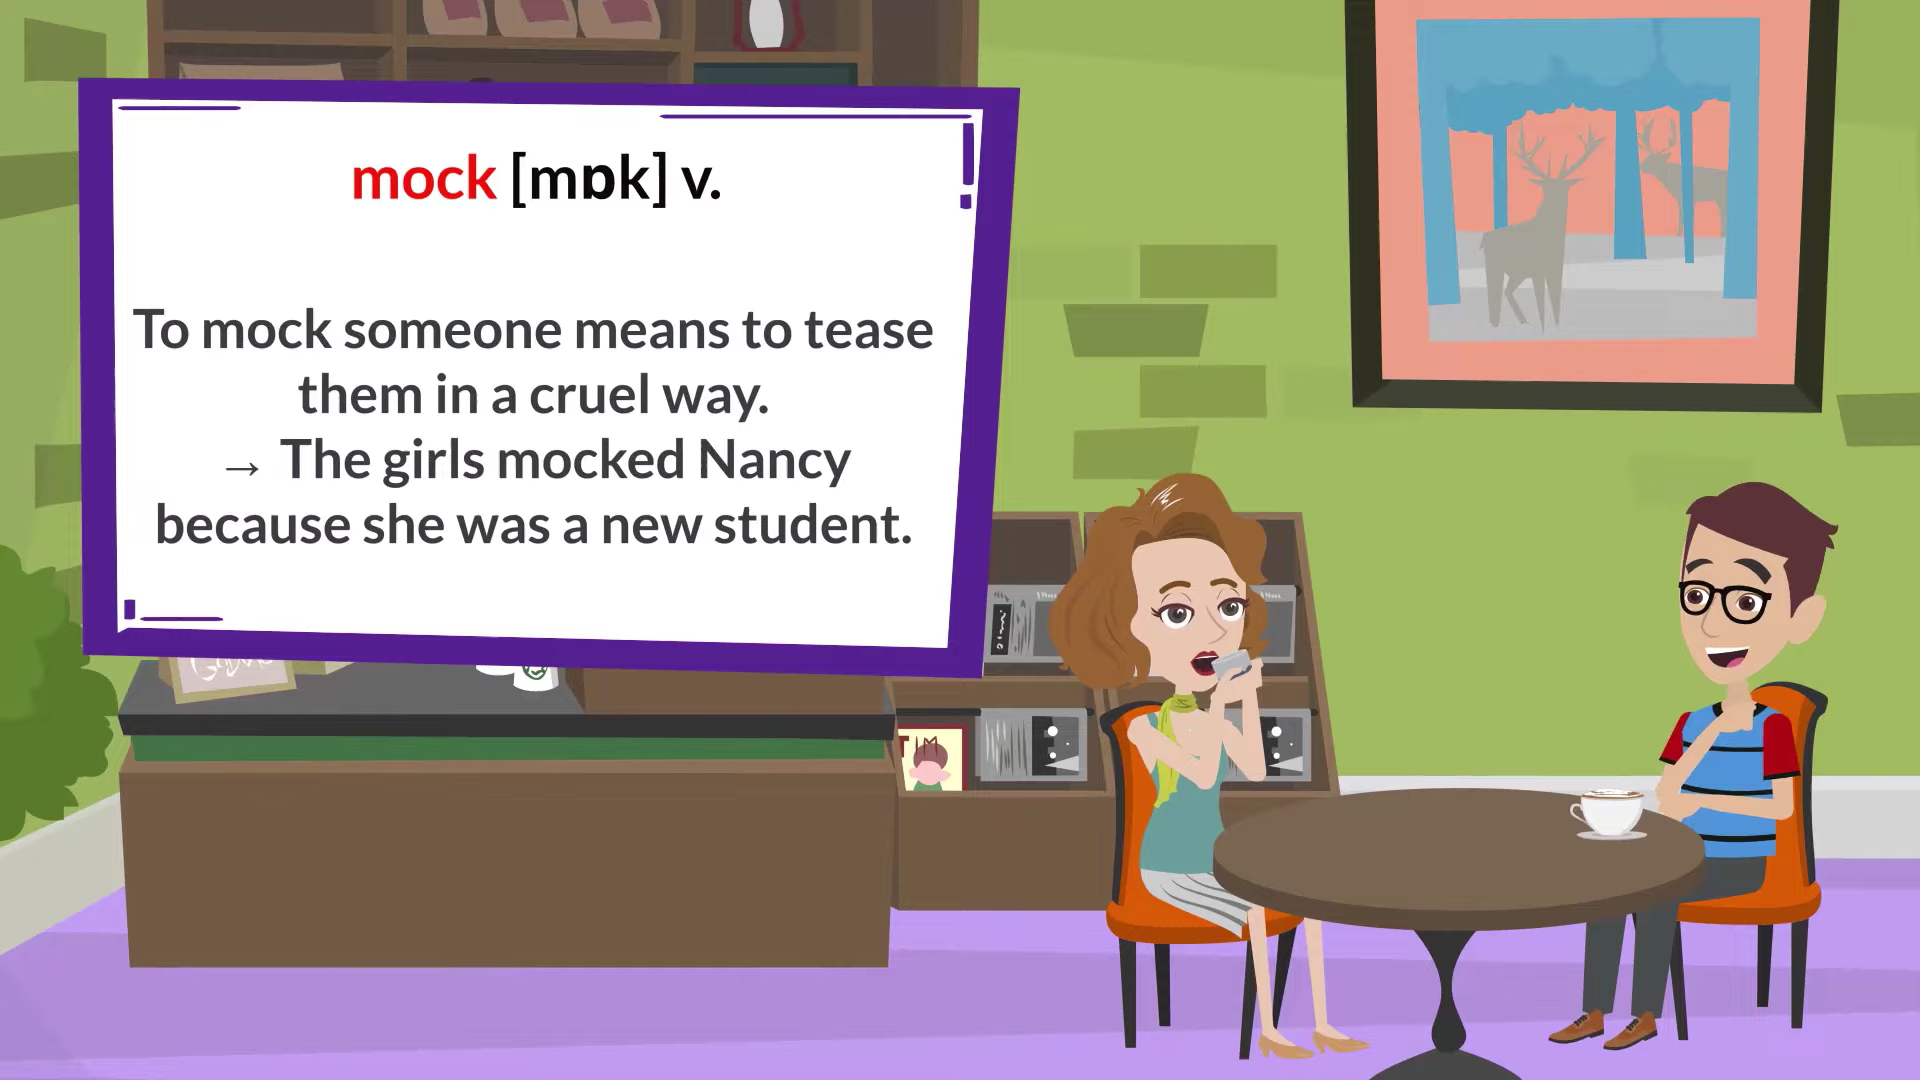 mock [mɒk] v.
To mock someone means to tease
them in a cruel way.
→ The girls mocked Nancy
because she was a new student.